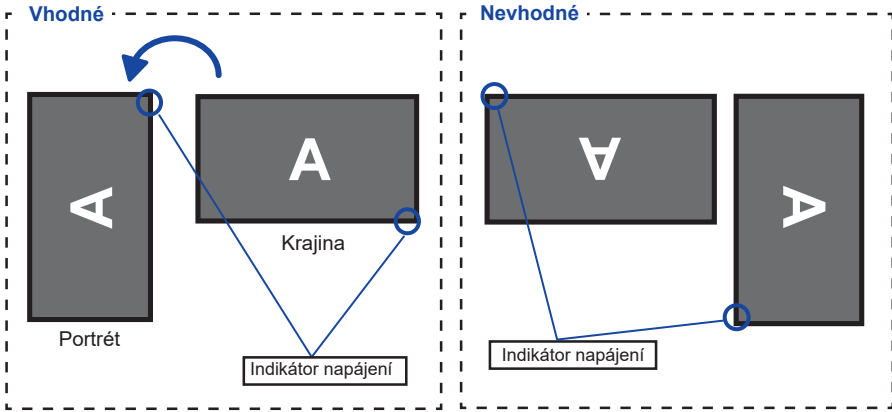 Vhodné
A
A
Krajina
Portrét
Indikátor napájení
Nevhodné
A
A
Indikátor napájení